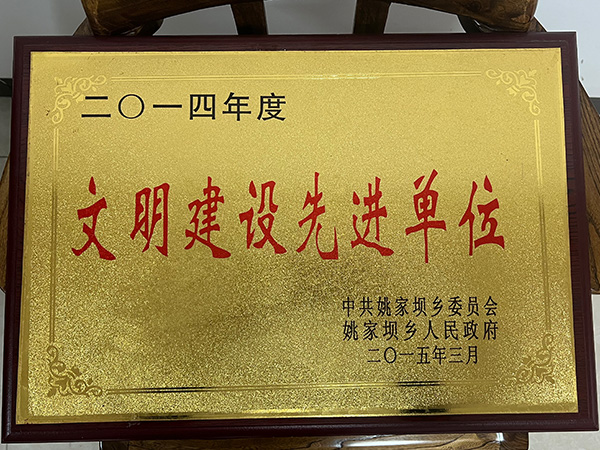 二〇一四年度
文明建设先进单位
中共姚家坝乡委员会
姚家坝乡人民政府
二〇一五年三月